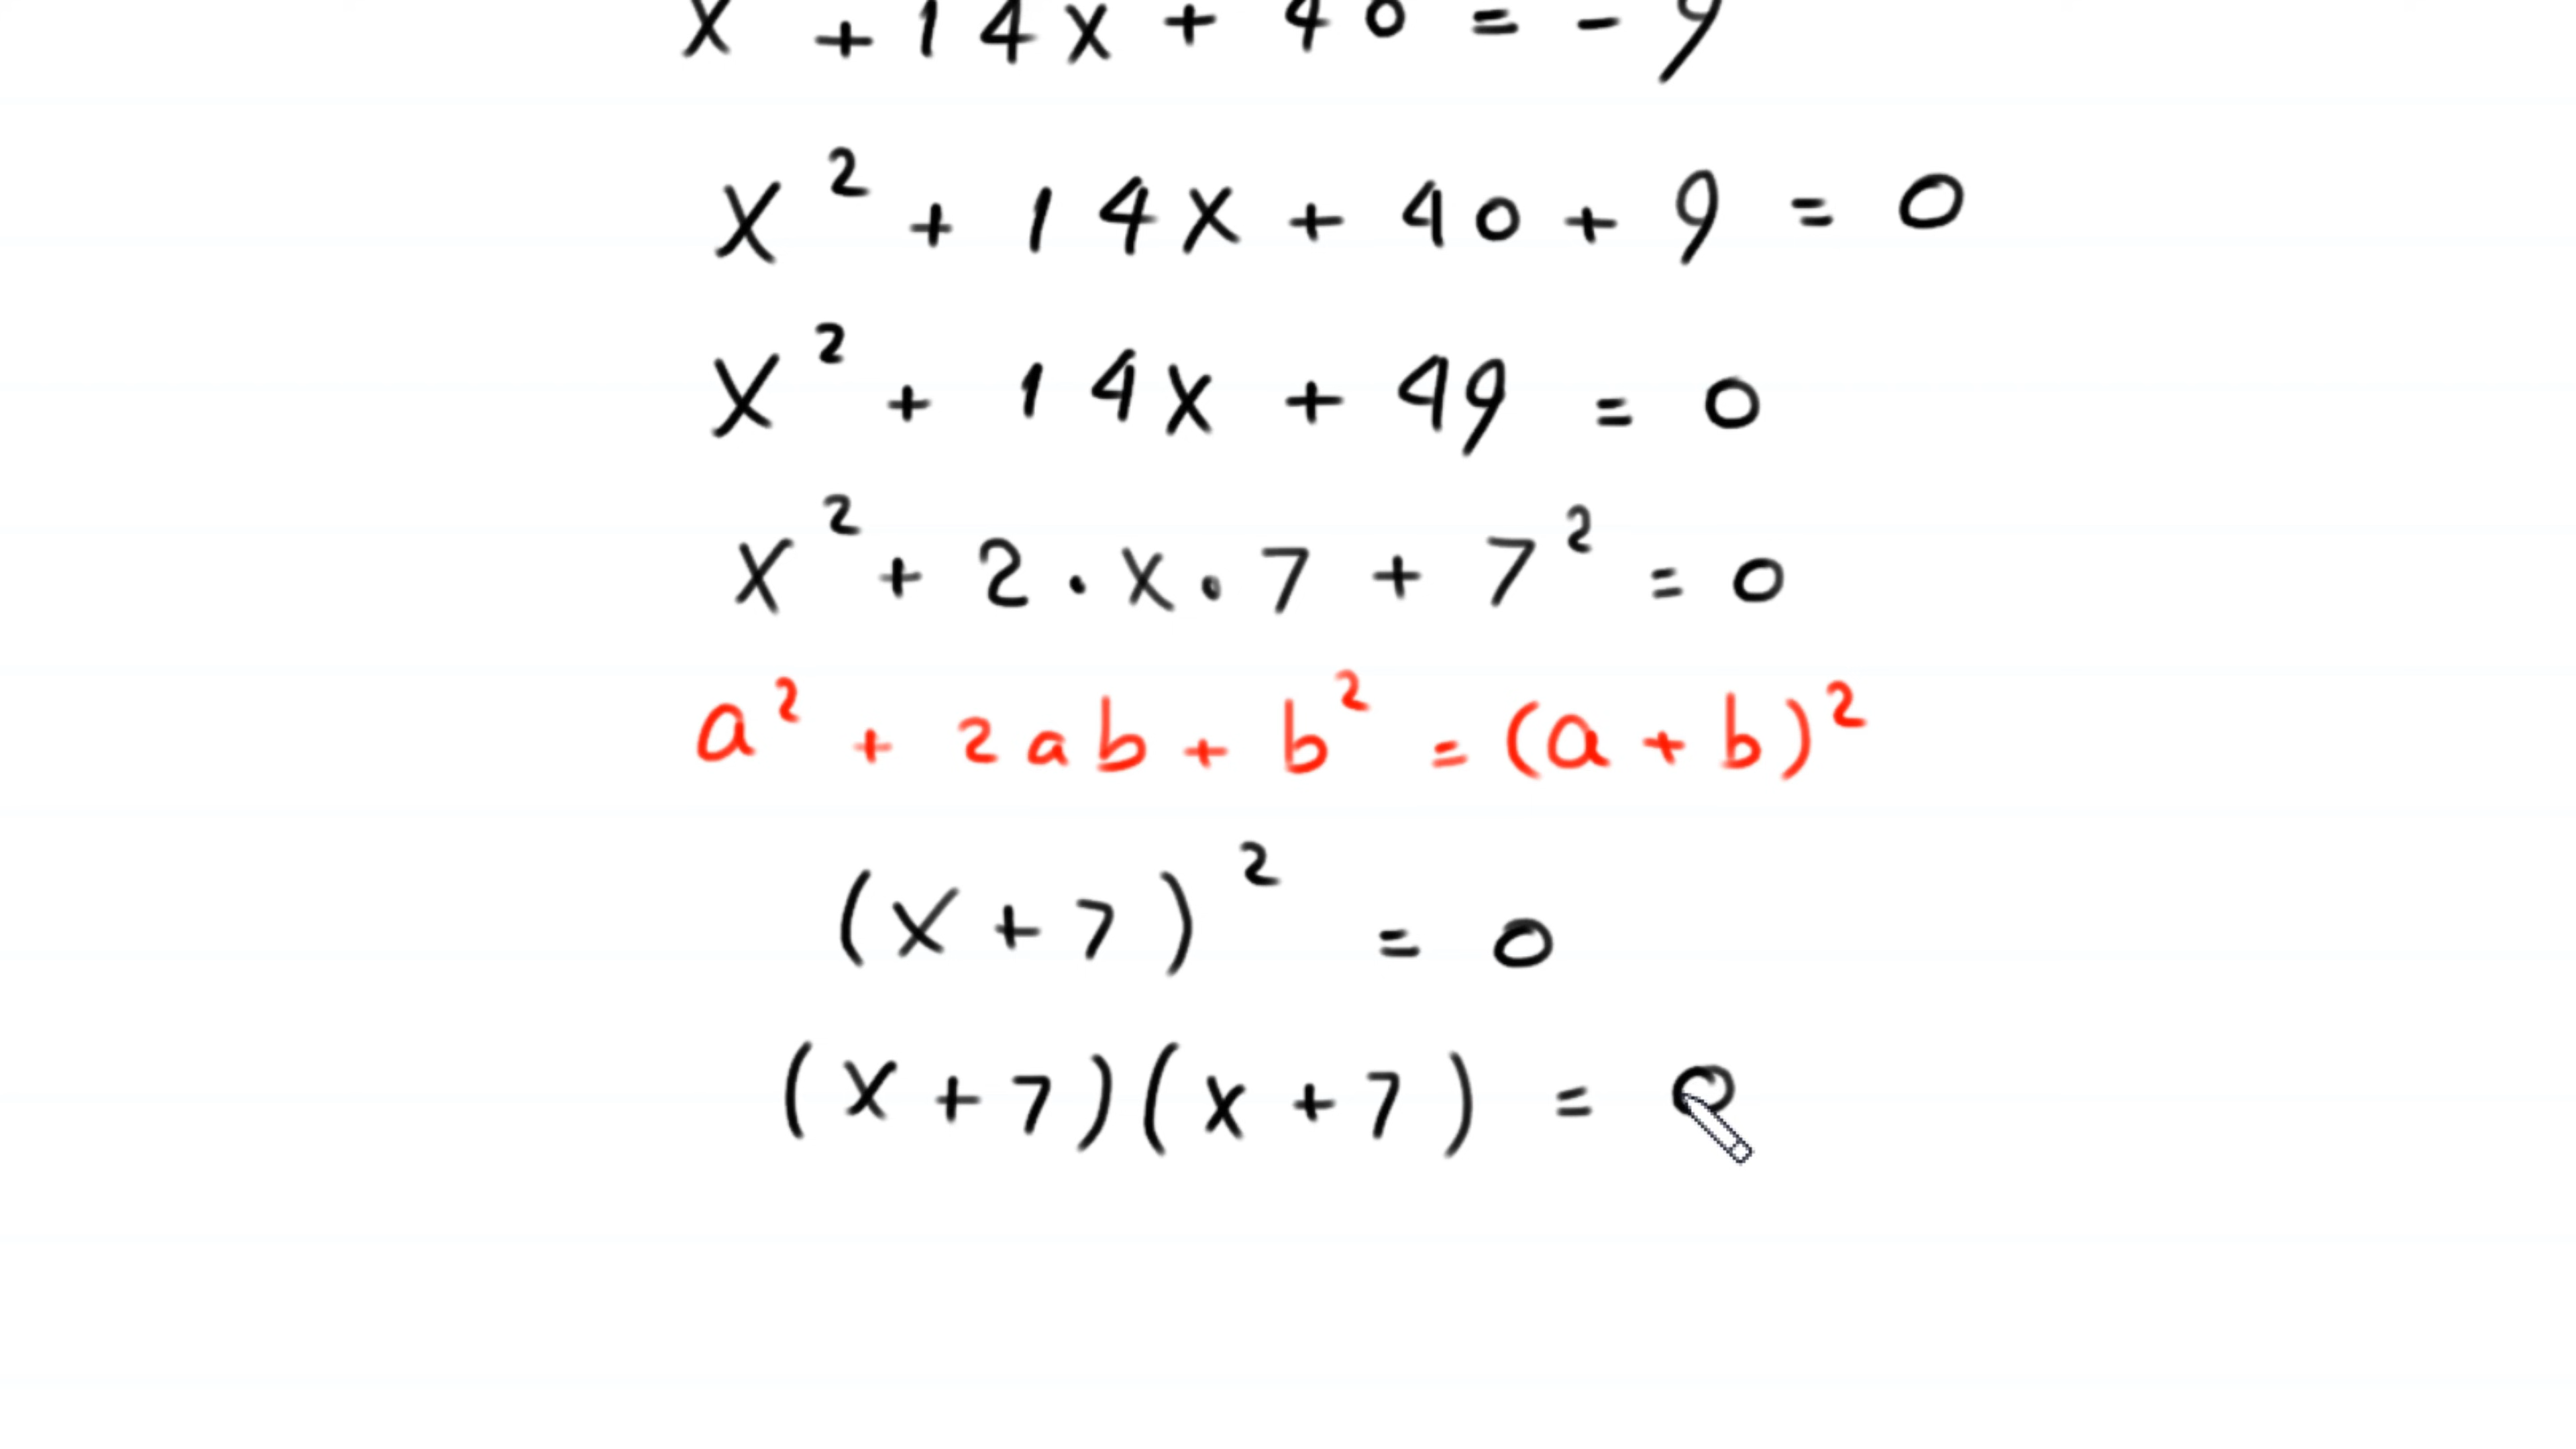 x + 14x + 40 = - 9
x² + 14x + 40 + 9 = 0
x² + 14x + 49 = 0
x² + 2 · x · 7 + 7² = 0
a² + 2ab + b² = (a + b)²
(x + 7)² = 0
(x + 7)(x + 7) = 0